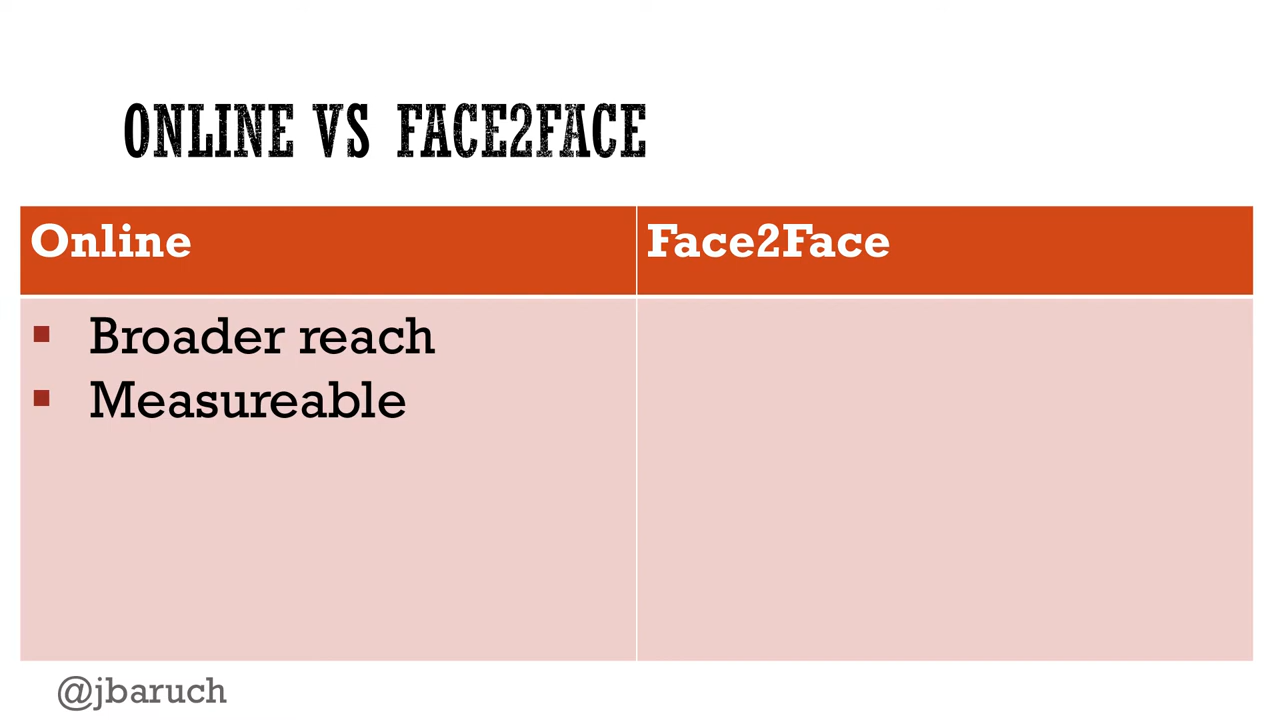 ONLINE VS FACE2FACE
Online
Face2Face
▪ Broader reach
▪ Measureable
@jbaruch